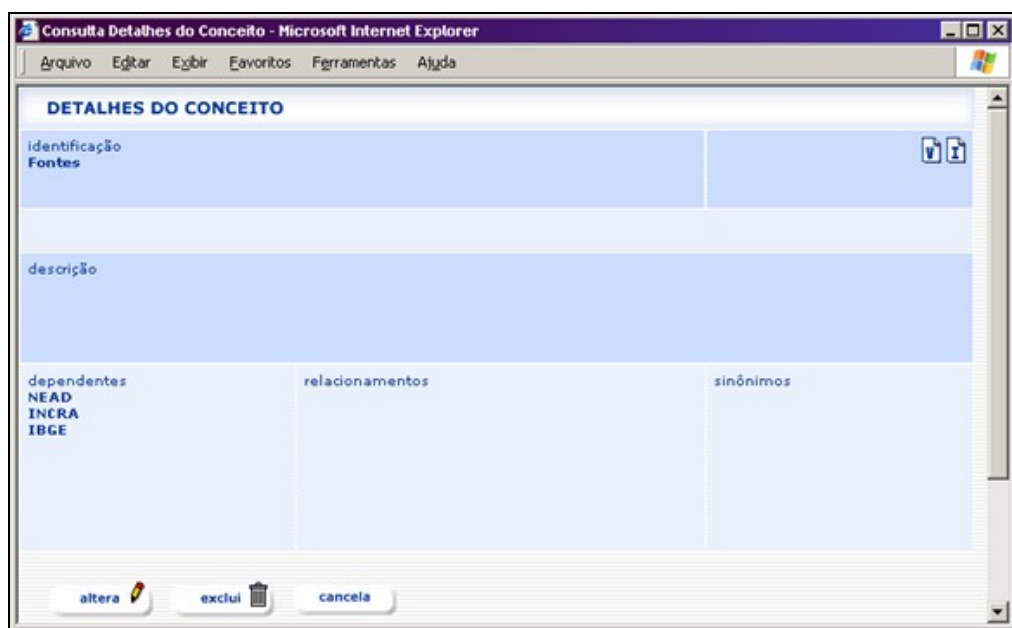 Consulta Detalhes do Conceito - Microsoft Internet Explorer
Arquivo Editar Exibir Favoritos Ferramentas Ajuda
DETALHES DO CONCEITO
identificação
Fontes
V I
descrição
dependentes
NEAD
INCRA
IBGE
relacionamentos
sinônimos
altera exclui cancela